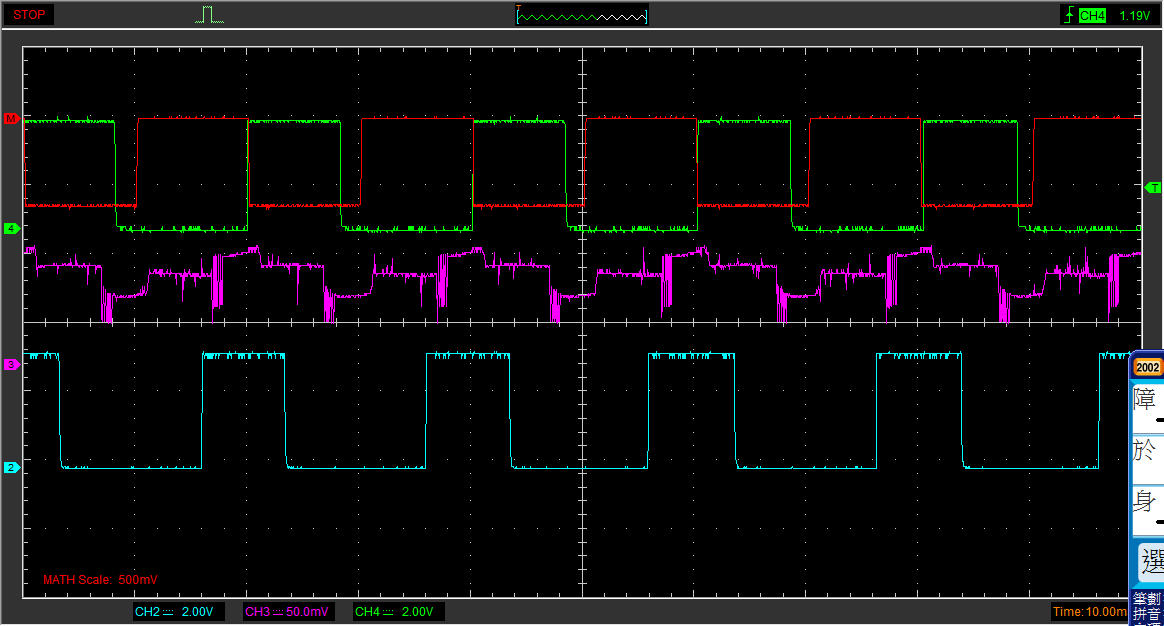 STOP
T
CH4 1.19V
M
T
4
3
2
2002
障
於
身
選
筆劃
拼音
MATH Scale: 500mV
CH2 2.00V CH3 50.0mV CH4 2.00V Time: 10.00m